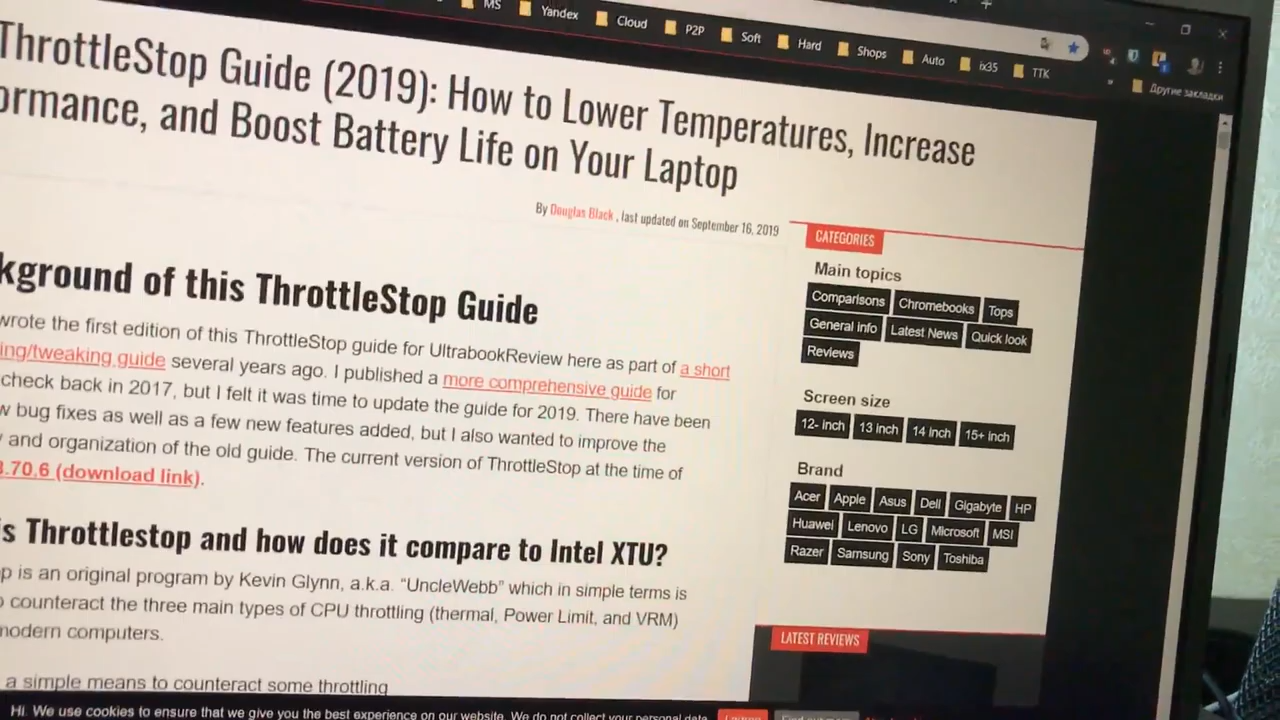 MS Yandex Cloud P2P Soft Hard Shops Auto ix35 TTK
Другие закладки
ThrottleStop Guide (2019): How to Lower Temperatures, Increase
ormance, and Boost Battery Life on Your Laptop
By Douglas Black , last updated on September 16, 2019
kground of this ThrottleStop Guide
wrote the first edition of this ThrottleStop guide for UltrabookReview here as part of a short
ing/tweaking guide several years ago. I published a more comprehensive guide for
check back in 2017, but I felt it was time to update the guide for 2019. There have been
w bug fixes as well as a few new features added, but I also wanted to improve the
and organization of the old guide. The current version of ThrottleStop at the time of
.70.6 (download link).
s Throttlestop and how does it compare to Intel XTU?
p is an original program by Kevin Glynn, a.k.a. “UncleWebb” which in simple terms is
counteract the three main types of CPU throttling (thermal, Power Limit, and VRM)
modern computers.
a simple means to counteract some throttling
CATEGORIES
Main topics
Comparisons Chromebooks Tops
General info Latest News Quick look
Reviews
Screen size
12- inch 13 inch 14 inch 15+ inch
Brand
Acer Apple Asus Dell Gigabyte HP
Huawei Lenovo LG Microsoft MSI
Razer Samsung Sony Toshiba
LATEST REVIEWS
Hi. We use cookies to ensure that we give you the best experience on our website. We do not collect your personal data.